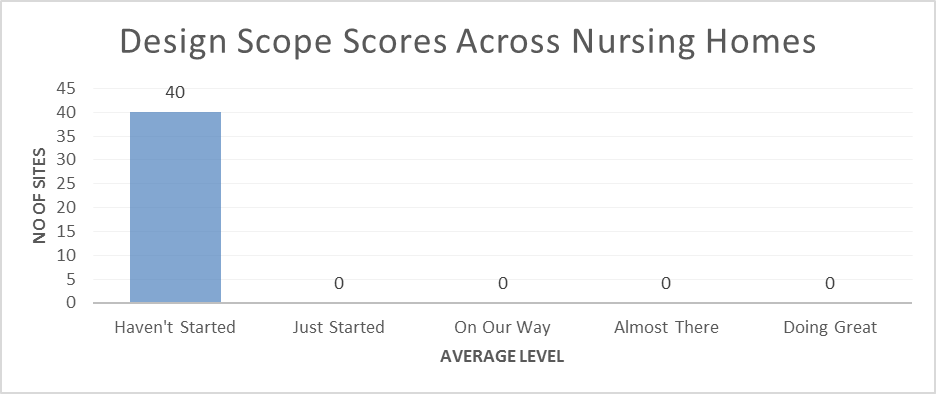 Design Scope Scores Across Nursing Homes
45
40
35
30
25
20
15
10
5
0
NO OF SITES
40
0
0
0
0
Haven't Started
Just Started
On Our Way
Almost There
Doing Great
AVERAGE LEVEL